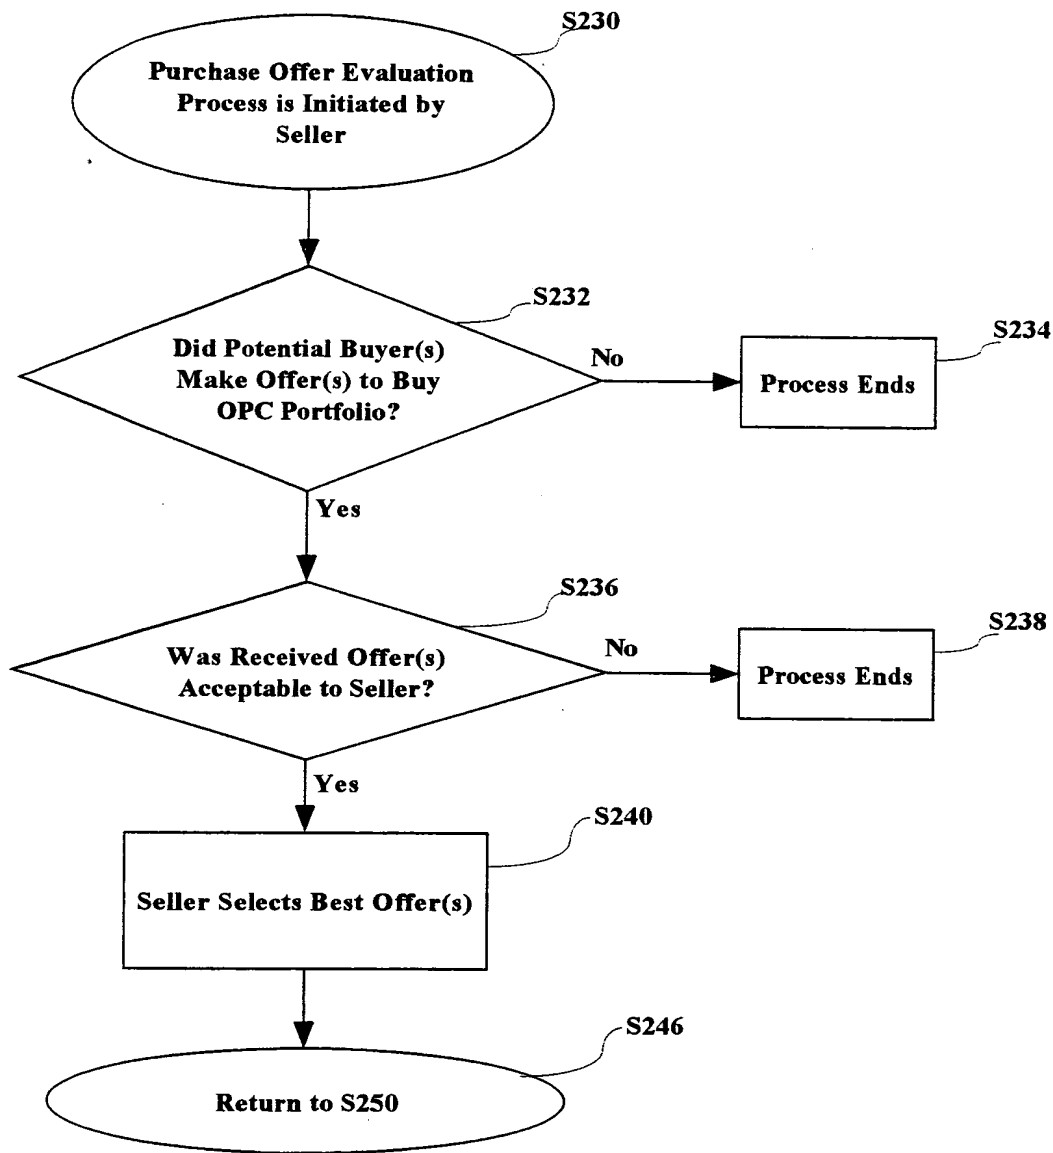 S230
Purchase Offer Evaluation
Process is Initiated by
Seller
S232
Did Potential Buyer(s)
Make Offer(s) to Buy
OPC Portfolio?
No
S234
Process Ends
Yes
S236
Was Received Offer(s)
Acceptable to Seller?
No
S238
Process Ends
Yes
S240
Seller Selects Best Offer(s)
S246
Return to S250